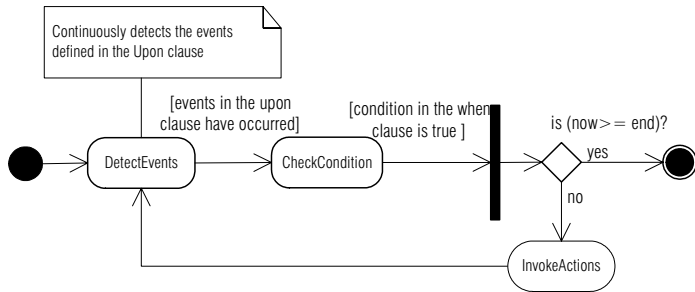 Continuously detects the events
defined in the Upon clause
[events in the upon
clause have occurred]
[condition in the when
clause is true ]
is (now>= end)?
DetectEvents
CheckCondition
yes
no
InvokeActions